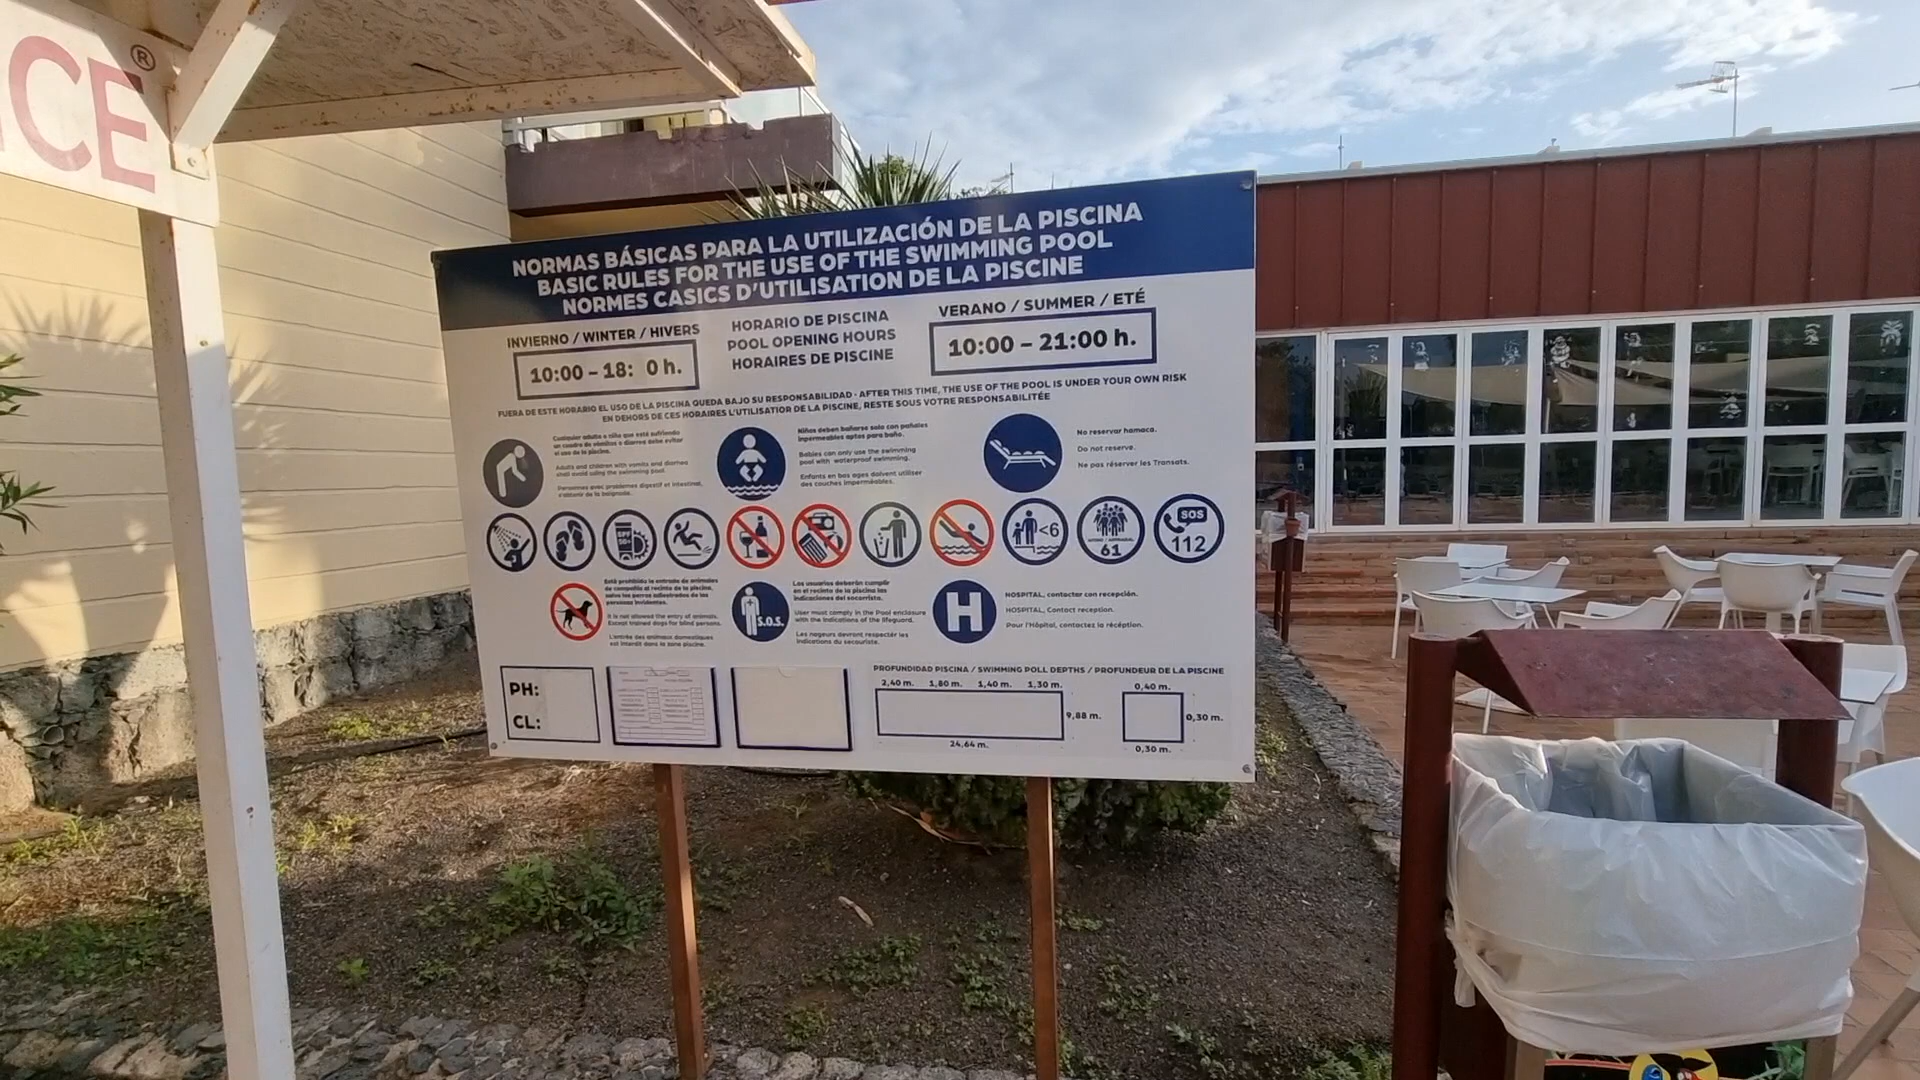 CE®
NORMAS BÁSICAS PARA LA UTILIZACIÓN DE LA PISCINA
BASIC RULES FOR THE USE OF THE SWIMMING POOL
NORMES CASICS D'UTILISATION DE LA PISCINE
INVIERNO / WINTER / HIVERS
10:00 – 18: 0 h.
HORARIO DE PISCINA
POOL OPENING HOURS
HORAIRES DE PISCINE
VERANO / SUMMER / ETÉ
10:00 – 21:00 h.
FUERA DE ESTE HORARIO EL USO DE LA PISCINA QUEDA BAJO SU RESPONSABILIDAD - AFTER THIS TIME, THE USE OF THE POOL IS UNDER YOUR OWN RISK
EN DEHORS DE CES HORAIRES L'UTILISATIOR DE LA PISCINE, RESTE SOUS VOTRE RESPONSABILITÉE
Cualquier adulto o niño que esté sufriendo
un cuadro de vómitos o diarrea debe evitar
el uso de la piscina.
Adults and children with vomits and diarrhea
shall avoid using the swimming pool.
Personnes avec problemes digestif et intestinal,
s'abtenir de la baignade.
Niños deben bañarse solo con pañales
impermeables aptos para baño.
Babies can only use the swimming
pool with waterproof swimming.
Enfants en bas ages doivent utiliser
des couches imperméables.
No reservar hamaca.
Do not reserve.
Ne pas réserver les Transats.
SPF
50+
<6
61
SOS
112
Está prohibida la entrada de animales
de compañía al recinto de la piscina,
salvo los perros adiestrados de las
personas invidentes.
It is not allowed the entry of animals.
Except trained dogs for blind persons.
L'entrée des animaux domestiques
est interdit dans la zone piscine.
S.O.S.
Los usuarios deberán cumplir
en el recinto de la piscina las
indicaciones del socorrista.
User must comply in the Pool enclosure
with the indications of the lifeguard.
Les nageurs devront respectér les
indications du secouriste.
H
HOSPITAL, contactar con recepción.
HOSPITAL, Contact reception.
Pour l'Hôpital, contactez la récéption.
PH:
CL:
PROFUNDIDAD PISCINA / SWIMMING POLL DEPTHS / PROFUNDEUR DE LA PISCINE
2,40 m. 1,80 m. 1,40 m. 1,30 m.
9,88 m.
24,64 m.
0,40 m.
0,30 m.
0,30 m.